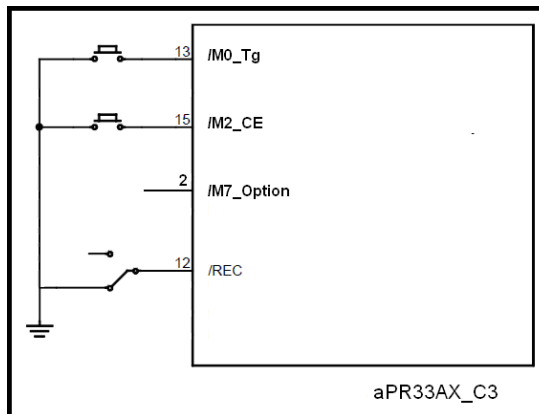 13 /M0_Tg
15 /M2_CE
2 /M7_Option
12 /REC
aPR33AX_C3